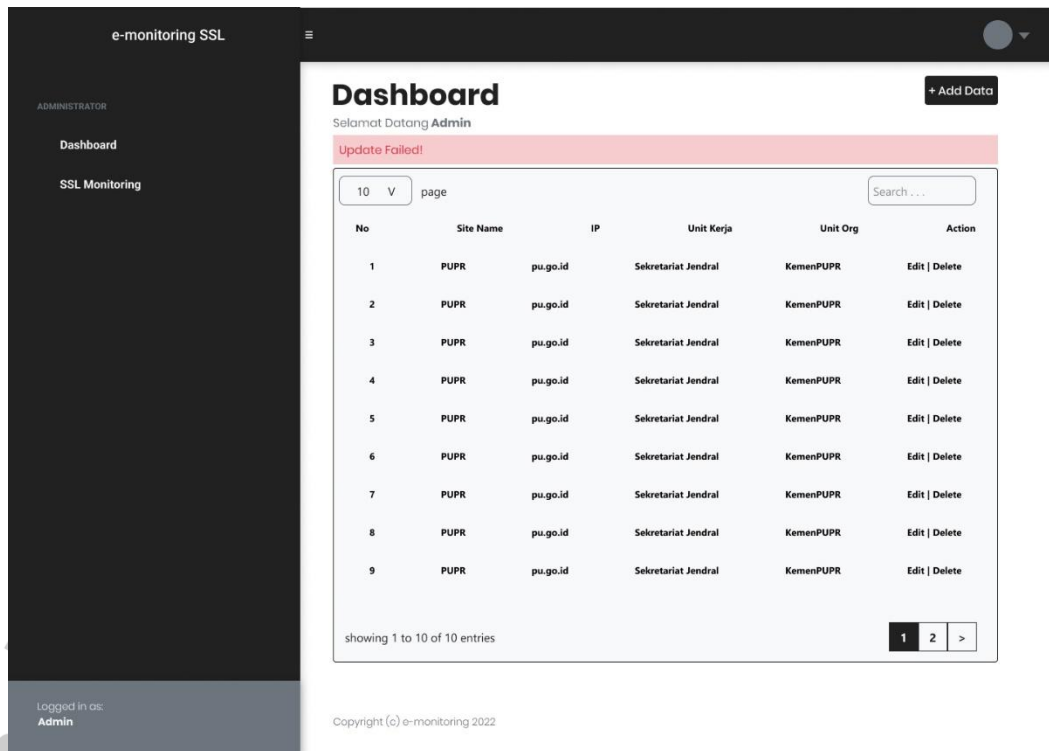 e-monitoring SSL
ADMINISTRATOR
Dashboard
SSL Monitoring
Logged in as:
Admin
Dashboard
+ Add Data
Selamat Datang Admin
Update Failed!
10 V page Search . . .
No Site Name IP Unit Kerja Unit Org Action
1 PUPR pu.go.id Sekretariat Jendral KemenPUPR Edit | Delete
2 PUPR pu.go.id Sekretariat Jendral KemenPUPR Edit | Delete
3 PUPR pu.go.id Sekretariat Jendral KemenPUPR Edit | Delete
4 PUPR pu.go.id Sekretariat Jendral KemenPUPR Edit | Delete
5 PUPR pu.go.id Sekretariat Jendral KemenPUPR Edit | Delete
6 PUPR pu.go.id Sekretariat Jendral KemenPUPR Edit | Delete
7 PUPR pu.go.id Sekretariat Jendral KemenPUPR Edit | Delete
8 PUPR pu.go.id Sekretariat Jendral KemenPUPR Edit | Delete
9 PUPR pu.go.id Sekretariat Jendral KemenPUPR Edit | Delete
showing 1 to 10 of 10 entries 1 2 >
Copyright (c) e-monitoring 2022